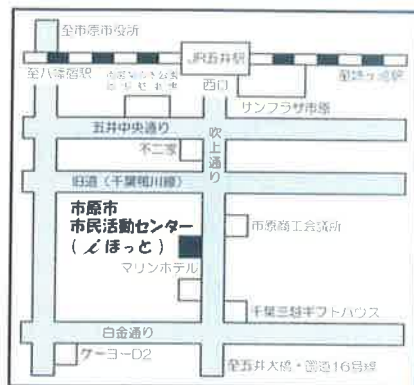 至市原市役所
JR五井駅
至八幡宿駅
至姉ヶ崎駅
西口
サンプラザ市原
五井中央通り
吹上通り
不二家
旧道（千葉鴨川線）
市原市
市民活動センター
（iほっと）
市原商工会議所
マリンホテル
千葉三越ギフトハウス
白金通り
ケーヨーD2
至五井大橋・国道16号線